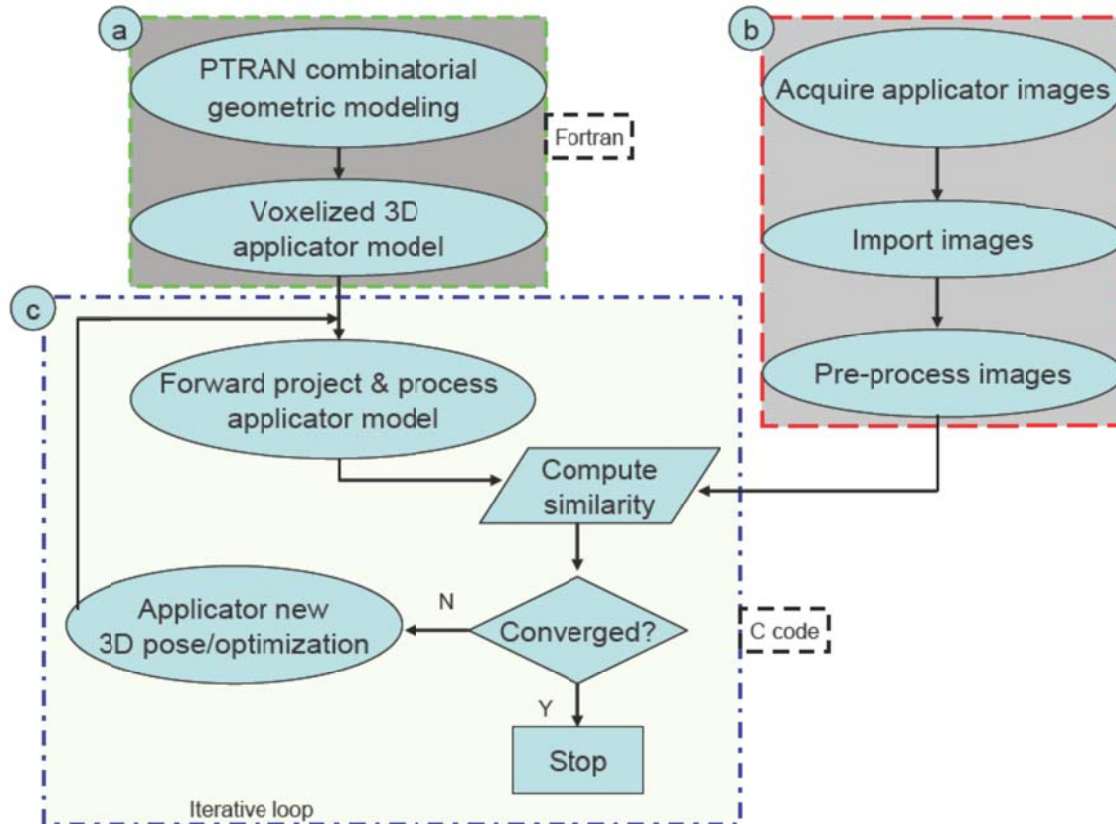 a
PTRAN combinatorial
geometric modeling
Fortran
Voxelized 3D
applicator model
b
Acquire applicator images
Import images
Pre-process images
c
Forward project & process
applicator model
Compute
similarity
Converged?
N
Applicator new
3D pose/optimization
C code
Y
Stop
Iterative loop